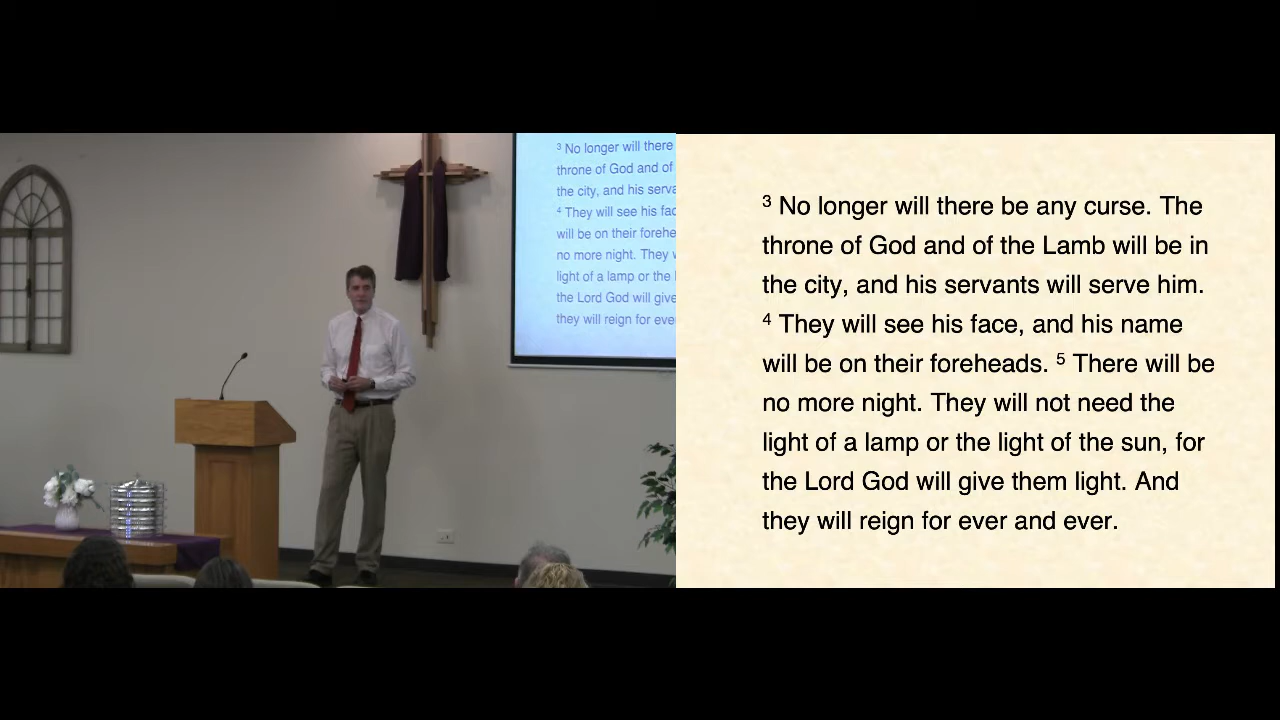 ³ No longer will there
throne of God and of
the city, and his serva
⁴ They will see his fac
will be on their forehe
no more night. They
light of a lamp or the
the Lord God will give
they will reign for eve
³ No longer will there be any curse. The
throne of God and of the Lamb will be in
the city, and his servants will serve him.
⁴ They will see his face, and his name
will be on their foreheads. ⁵ There will be
no more night. They will not need the
light of a lamp or the light of the sun, for
the Lord God will give them light. And
they will reign for ever and ever.